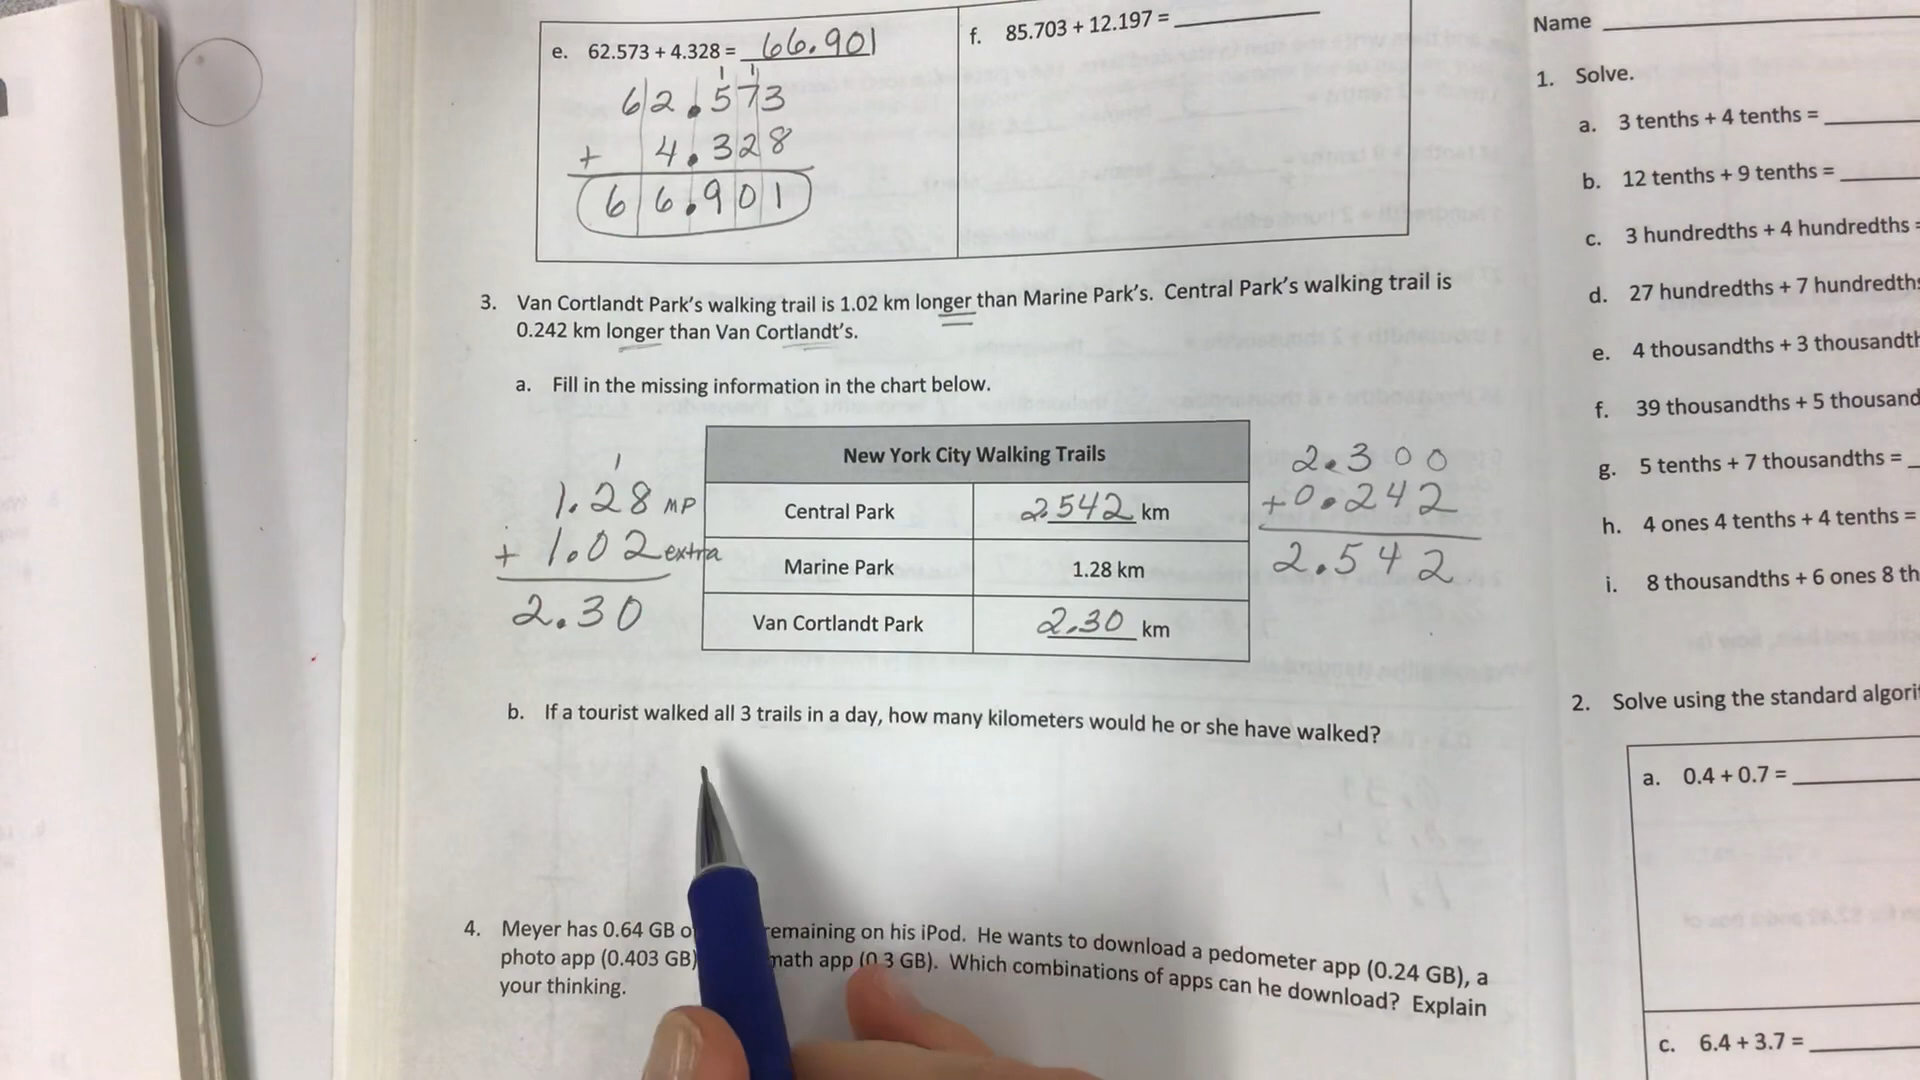 e. 62.573 + 4.328 = 66.901
1 1
62.573
+ 4.328
66.901
f. 85.703 + 12.197 =
3. Van Cortlandt Park's walking trail is 1.02 km longer than Marine Park's. Central Park's walking trail is
0.242 km longer than Van Cortlandt's.
a. Fill in the missing information in the chart below.
1
1.28 MP
+ 1.02 extra
2.30
New York City Walking Trails
Central Park 2.542 km
Marine Park 1.28 km
Van Cortlandt Park 2.30 km
2.300
+0.242
2.542
b. If a tourist walked all 3 trails in a day, how many kilometers would he or she have walked?
4. Meyer has 0.64 GB remaining on his iPod. He wants to download a pedometer app (0.24 GB), a
photo app (0.403 GB) math app (0.3 GB). Which combinations of apps can he download? Explain
your thinking.
Name
1. Solve.
a. 3 tenths + 4 tenths =
b. 12 tenths + 9 tenths =
c. 3 hundredths + 4 hundredths =
d. 27 hundredths + 7 hundredths
e. 4 thousandths + 3 thousandth
f. 39 thousandths + 5 thousand
g. 5 tenths + 7 thousandths =
h. 4 ones 4 tenths + 4 tenths =
i. 8 thousandths + 6 ones 8 th
2. Solve using the standard algorit
a. 0.4 + 0.7 =
c. 6.4 + 3.7 =